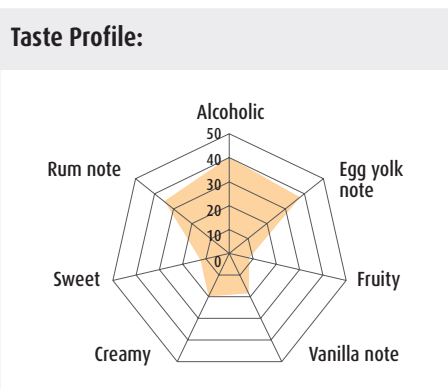 Taste Profile:
Alcoholic
50
40
30
20
10
0
Rum note
Egg yolk
note
Sweet
Fruity
Creamy
Vanilla note